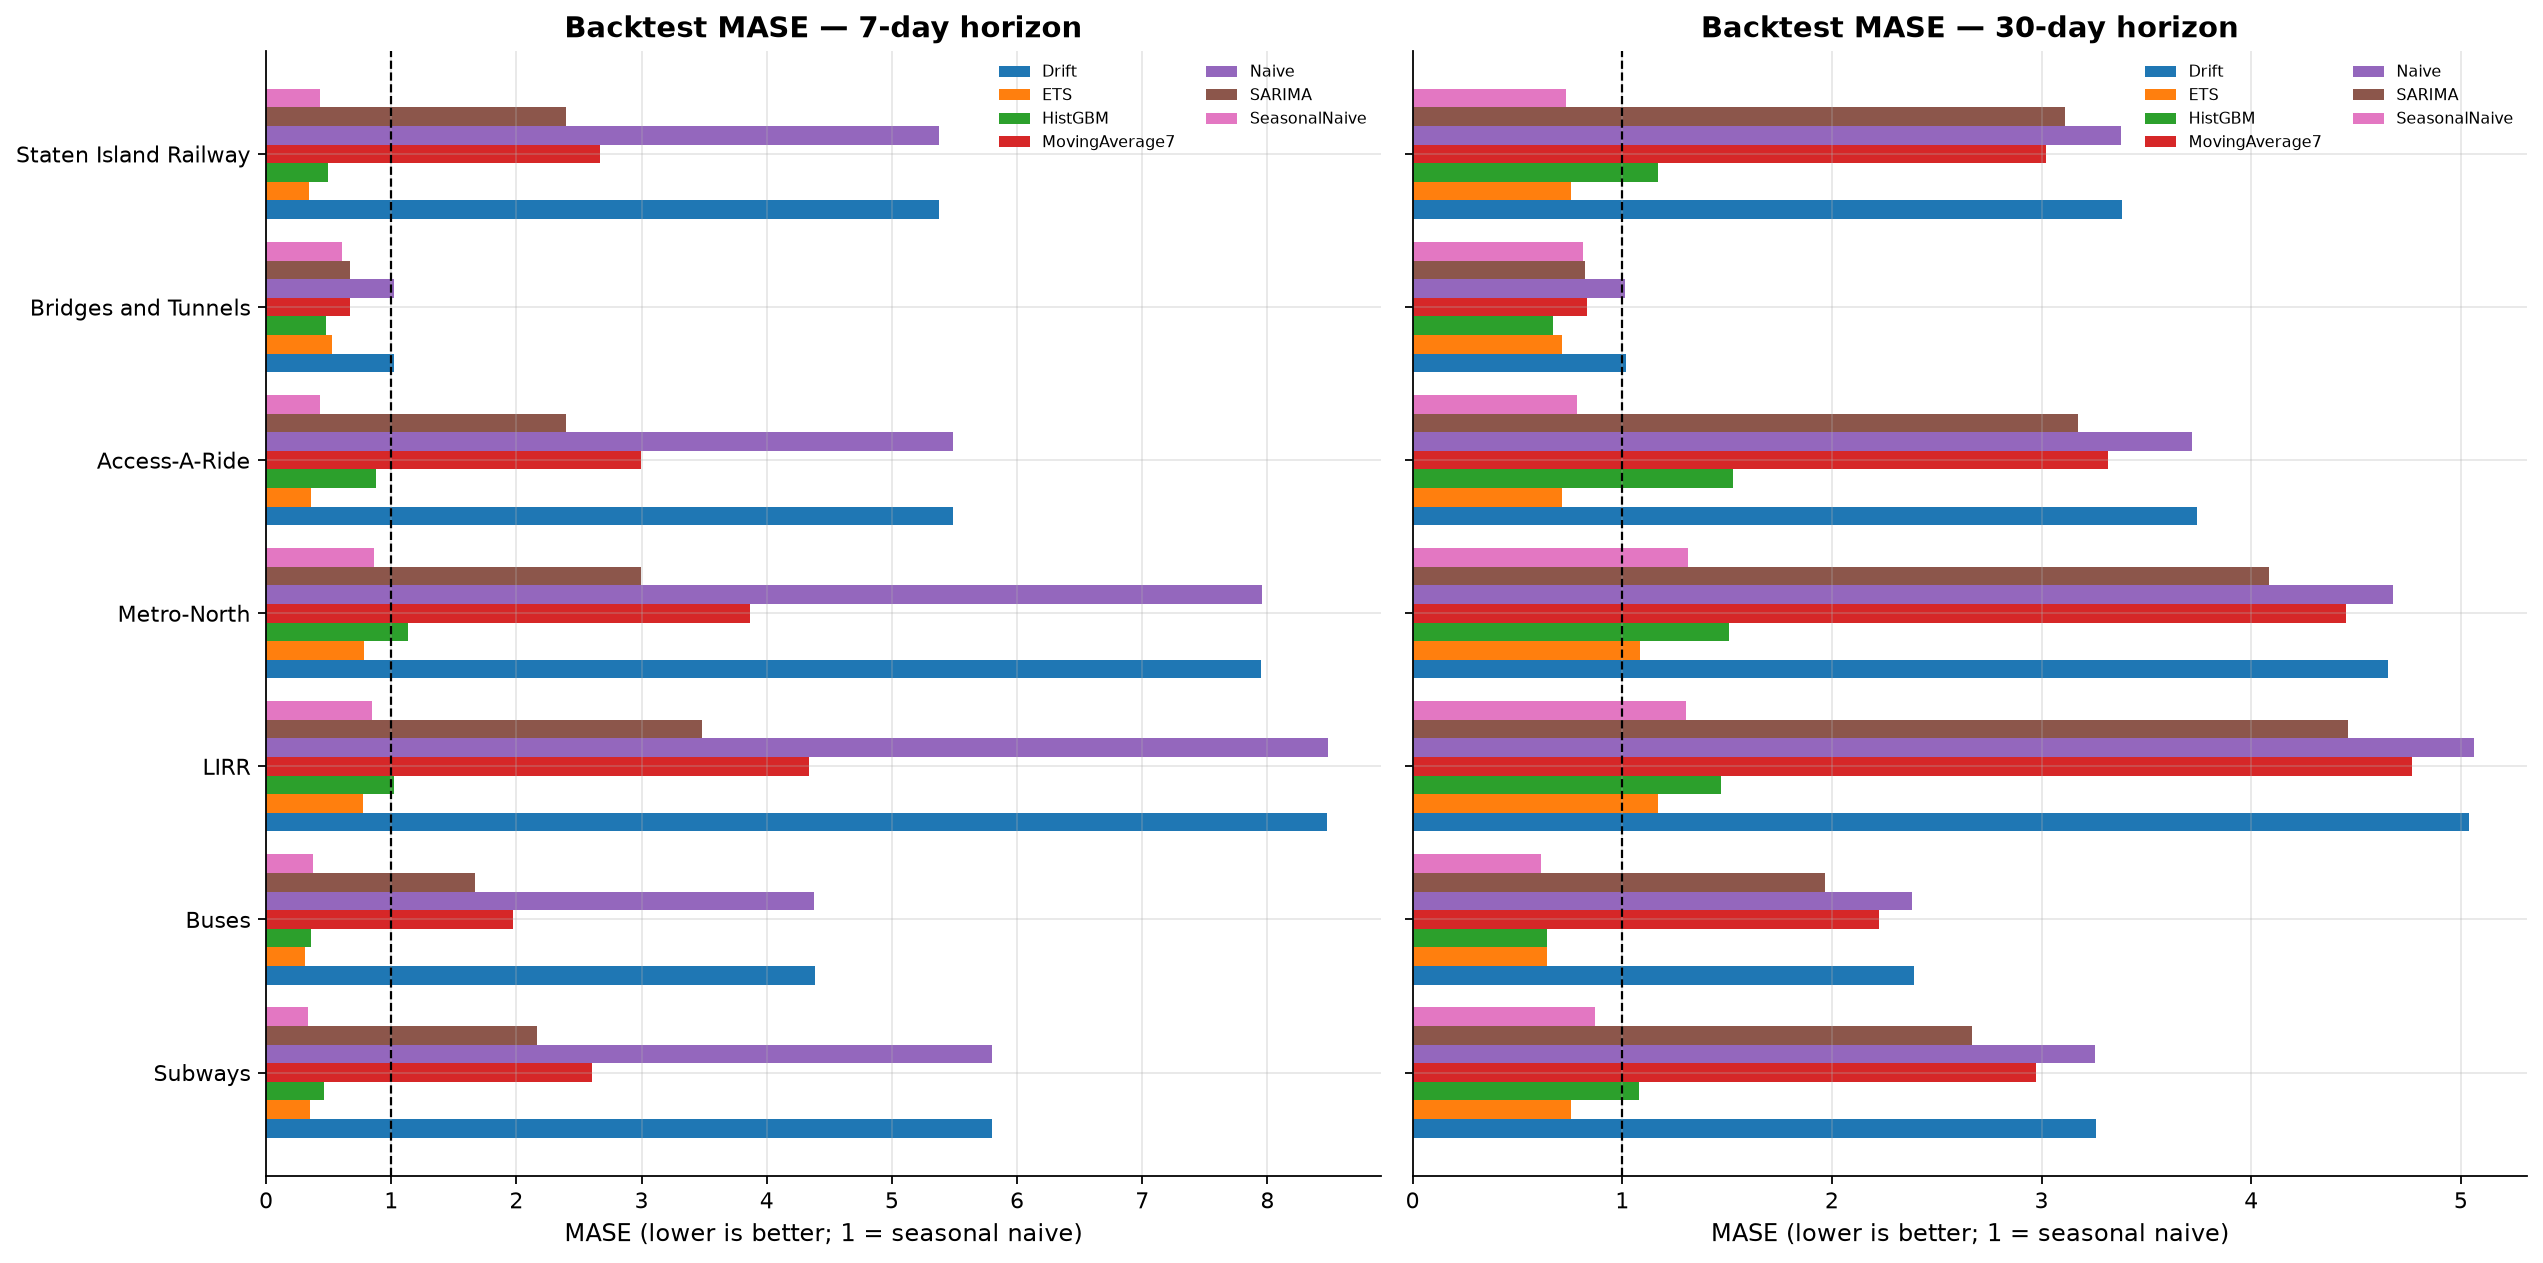 Backtest MASE — 7-day horizon
Drift
ETS
HistGBM
MovingAverage7
Naive
SARIMA
SeasonalNaive
Staten Island Railway
Bridges and Tunnels
Access-A-Ride
Metro-North
LIRR
Buses
Subways
0 1 2 3 4 5 6 7 8
MASE (lower is better; 1 = seasonal naive)
Backtest MASE — 30-day horizon
Drift
ETS
HistGBM
MovingAverage7
Naive
SARIMA
SeasonalNaive
0 1 2 3 4 5
MASE (lower is better; 1 = seasonal naive)